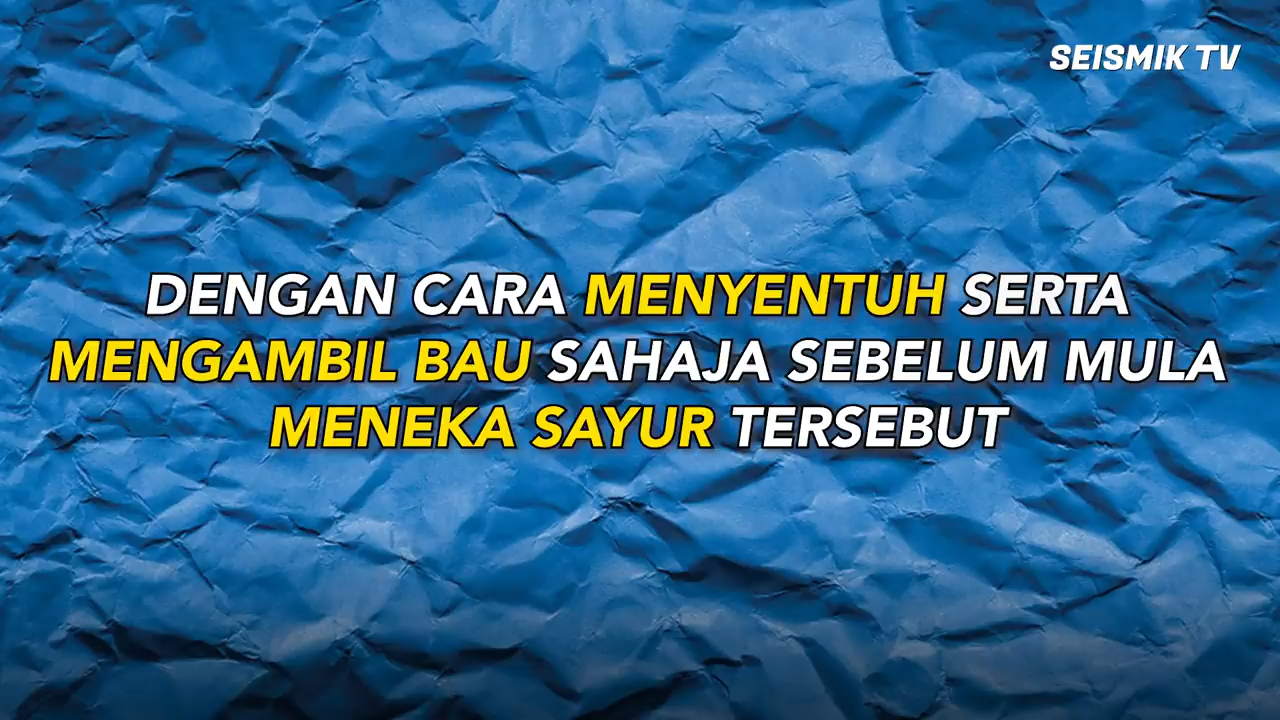 SEISMIK TV
DENGAN CARA MENYENTUH SERTA
MENGAMBIL BAU SAHAJA SEBELUM MULA
MENEKA SAYUR TERSEBUT